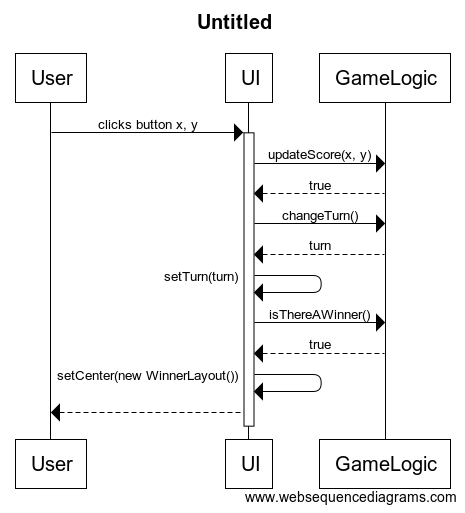 Untitled
User UI GameLogic
clicks button x, y
updateScore(x, y)
true
changeTurn()
turn
setTurn(turn)
isThereAWinner()
true
setCenter(new WinnerLayout())
User UI GameLogic
www.websequencediagrams.com